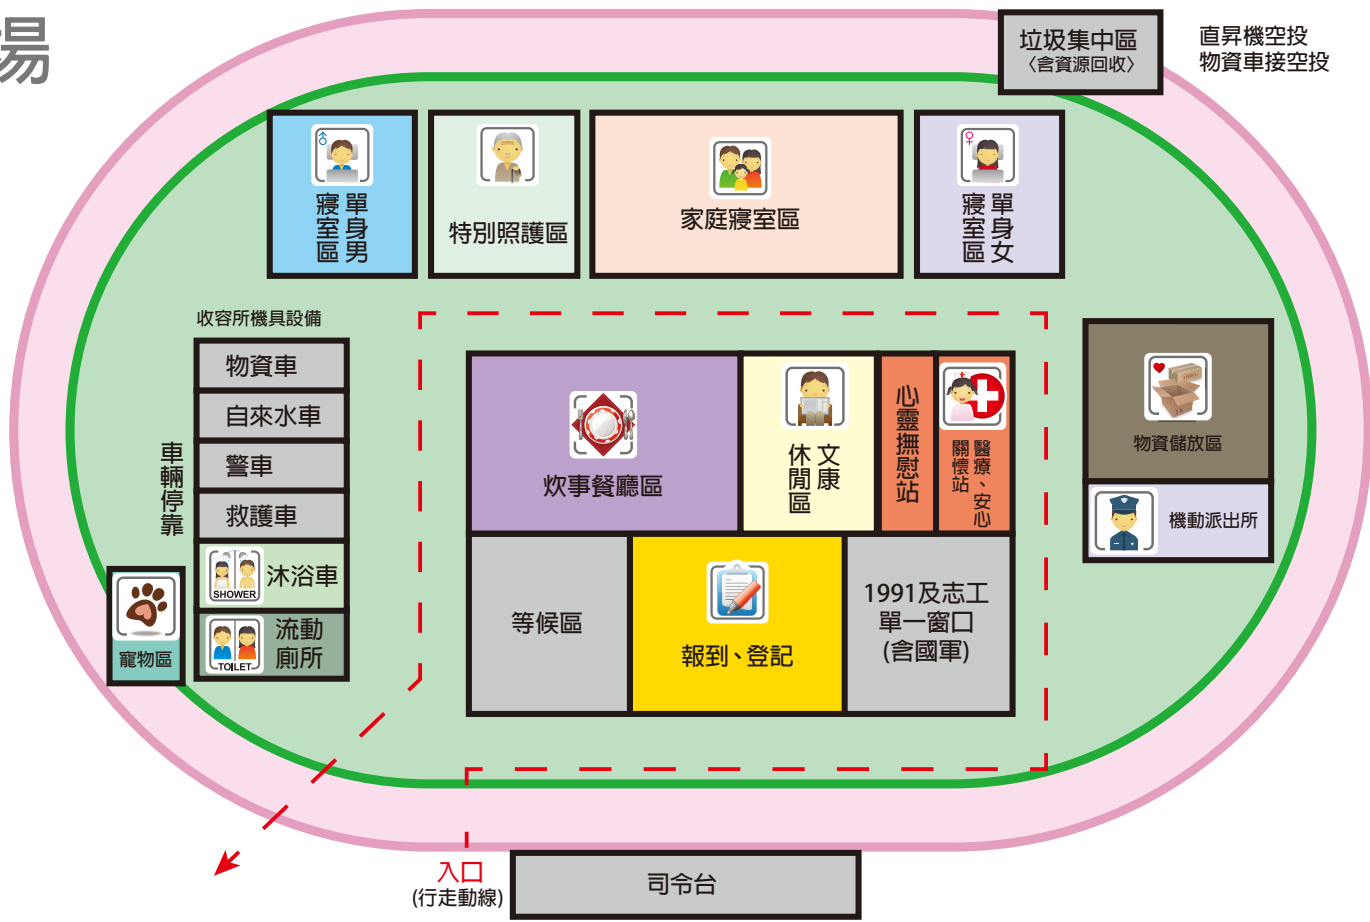 場
垃圾集中區
〈含資源回收〉
直昇機空投
物資車接空投
單身男
寢室區
特別照護區
家庭寢室區
單身女
寢室區
收容所機具設備
物資車
自來水車
警車
救護車
SHOWER
沐浴車
TOILET
流動
廁所
車輛停靠
寵物區
炊事餐廳區
文康
休閒區
心靈撫慰站
醫療、安心
關懷站
物資儲放區
機動派出所
等候區
報到、登記
1991及志工
單一窗口
(含國軍)
入口
(行走動線)
司令台